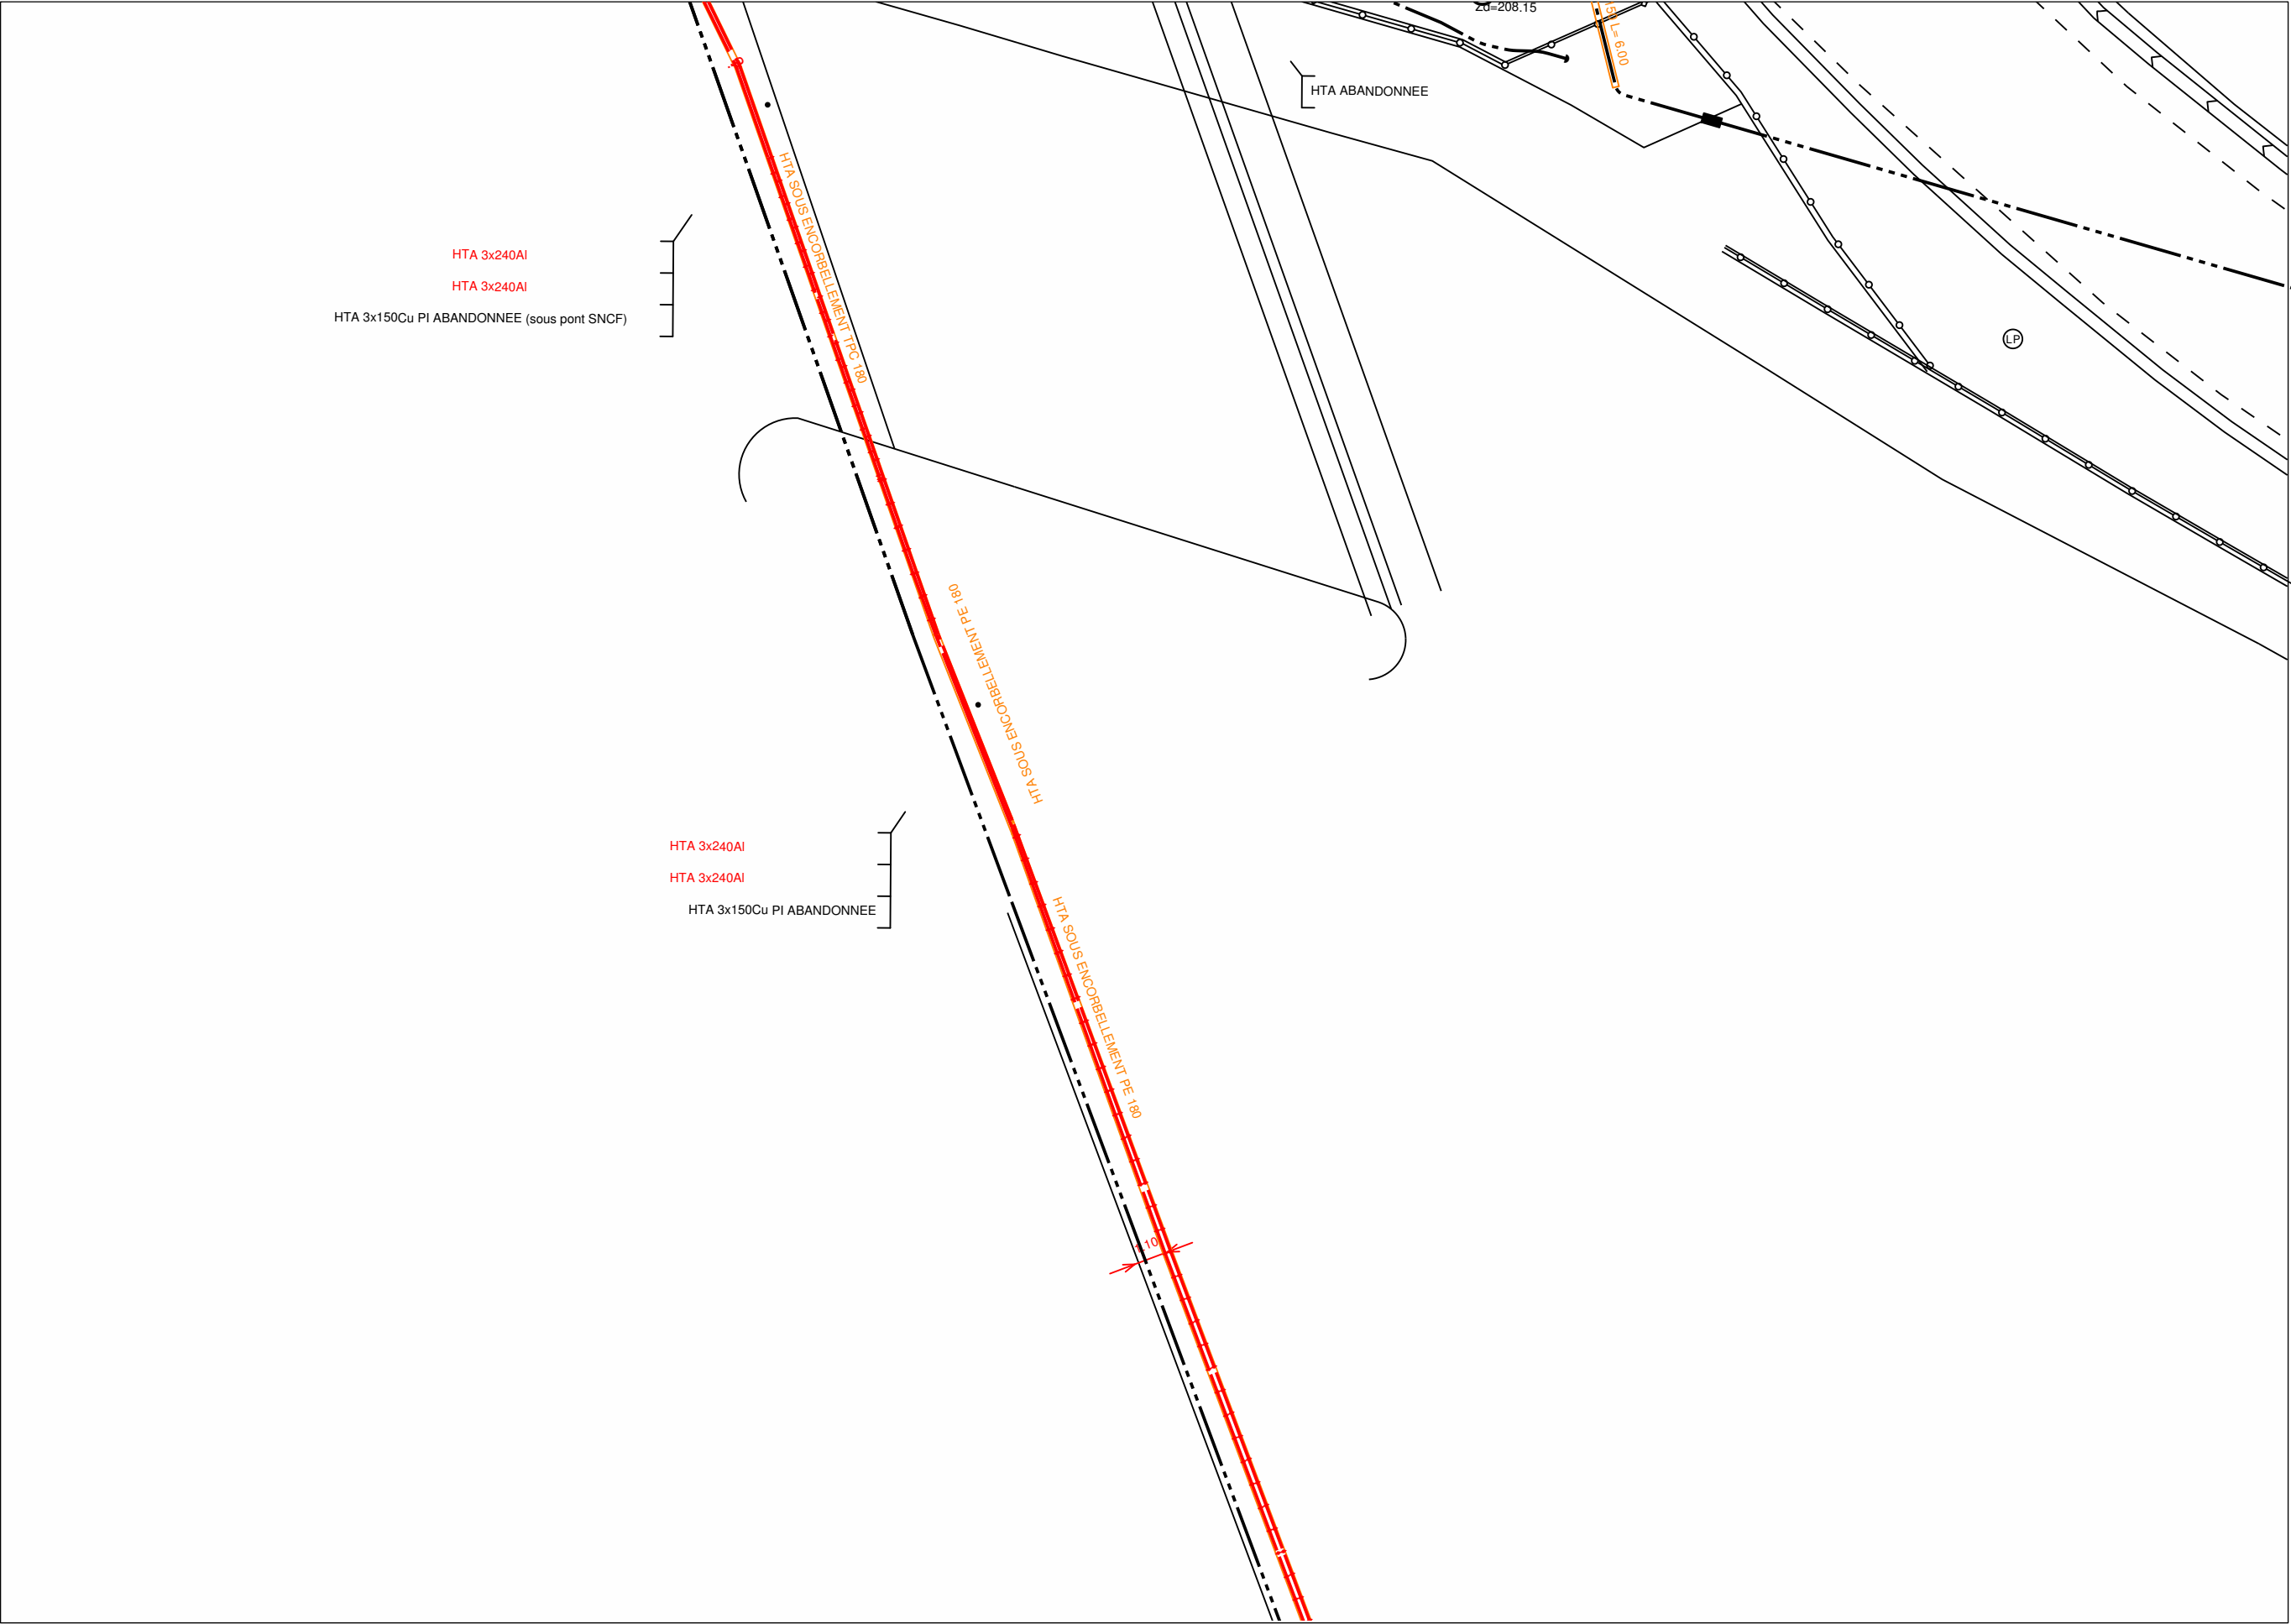 Zd=208.15
L= 6.00
HTA ABANDONNEE
HTA SOUS ENCORBELLEMENT TPC 180
HTA 3x240Al
HTA 3x240Al
HTA 3x150Cu PI ABANDONNEE (sous pont SNCF)
LP
HTA SOUS ENCORBELLEMENT PE 180
HTA 3x240Al
HTA 3x240Al
HTA 3x150Cu PI ABANDONNEE
HTA SOUS ENCORBELLEMENT PE 180